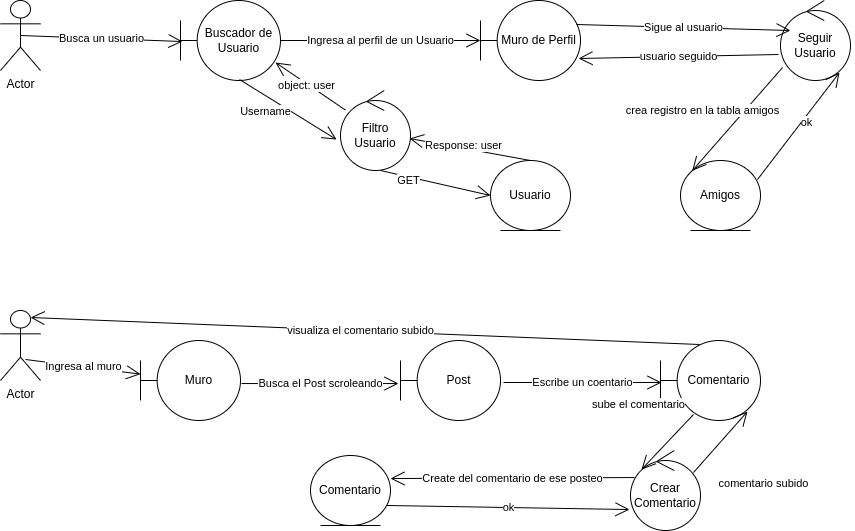 Actor
Busca un usuario
Buscador de
Usuario
Ingresa al perfil de un Usuario
Muro de Perfil
Sigue al usuario
usuario seguido
Seguir
Usuario
object: user
Username
Filtro
Usuario
Response: user
GET
Usuario
crea registro en la tabla amigos
ok
Amigos
visualiza el comentario subido
Actor
Ingresa al muro
Muro
Busca el Post scroleando
Post
Escribe un coentario
Comentario
sube el comentario
Comentario
Create del comentario de ese posteo
ok
Crear
Comentario
comentario subido